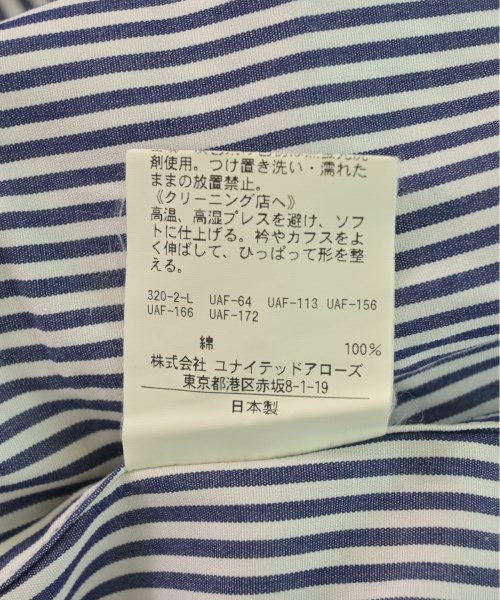 剤使用。つけ置き洗い・濡れた
ままの放置禁止。
《クリーニング店へ》
高温、高湿プレスを避け、ソフ
トに仕上げる。衿やカフスをよ
く伸ばして、ひっぱって形を整
える。
320-2-L UAF-64 UAF-113 UAF-156
UAF-166 UAF-172
綿 100%
株式会社 ユナイテッドアローズ
東京都港区赤坂8-1-19
日本製